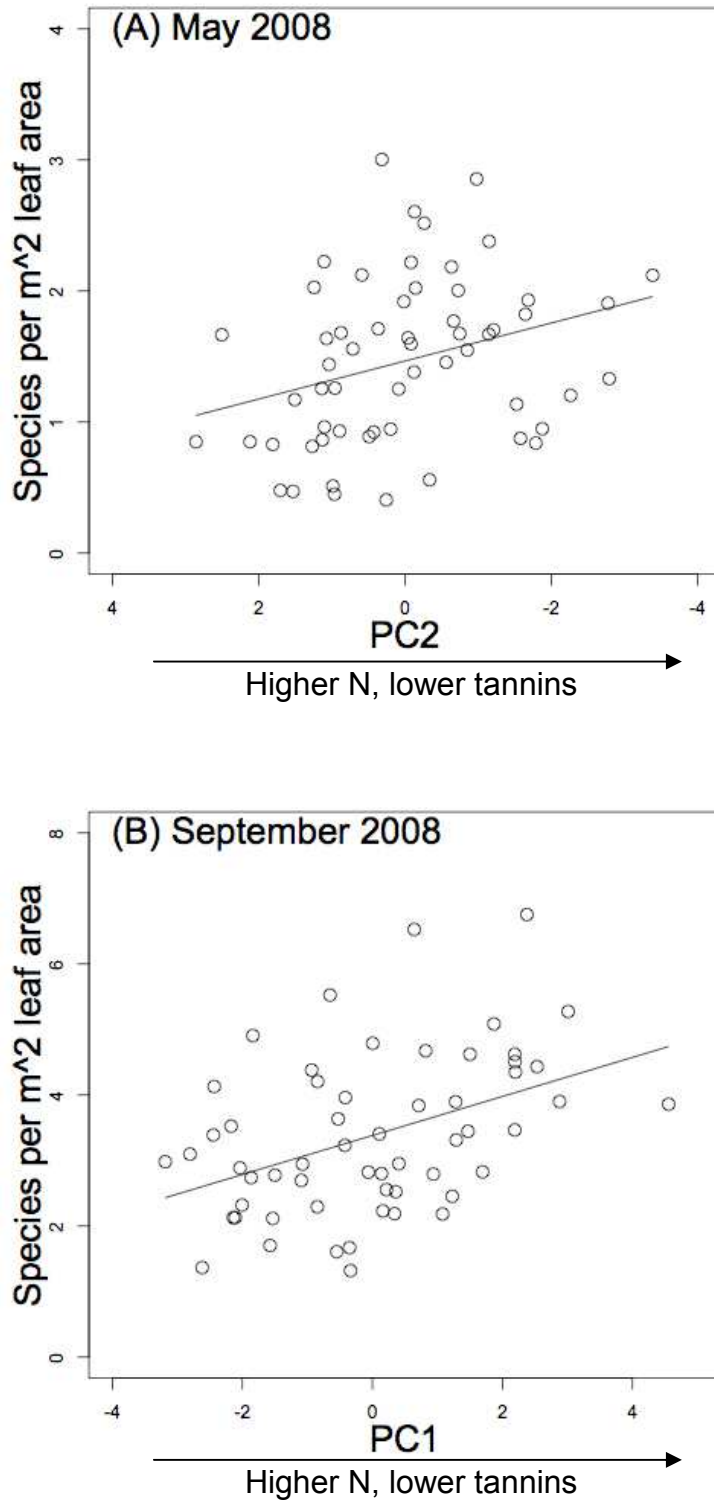 (A) May 2008
Species per m^2 leaf area
4
3
2
1
0
4 2 0 -2 -4
PC2
Higher N, lower tannins
(B) September 2008
Species per m^2 leaf area
8
6
4
2
0
-4 -2 0 2 4
PC1
Higher N, lower tannins